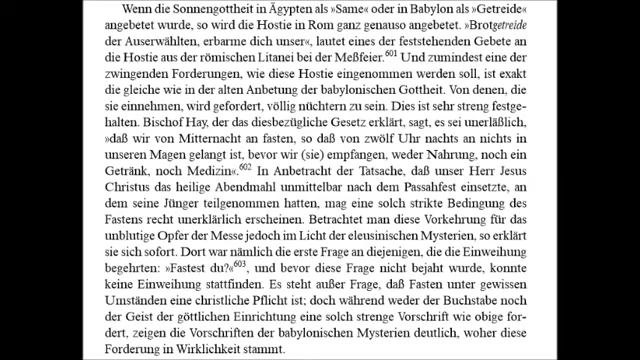 Wenn die Sonnengottheit in Ägypten als »Same« oder in Babylon als »Getreide«
angebetet wurde, so wird die Hostie in Rom ganz genauso angebetet. »Brotgetreide
der Auserwählten, erbarme dich unser«, lautet eines der feststehenden Gebete an
die Hostie aus der römischen Litanei bei der Meßfeier.601 Und zumindest eine der
zwingenden Forderungen, wie diese Hostie eingenommen werden soll, ist exakt
die gleiche wie in der alten Anbetung der babylonischen Gottheit. Von denen, die
sie einnehmen, wird gefordert, völlig nüchtern zu sein. Dies ist sehr streng festge-
halten. Bischof Hay, der das diesbezügliche Gesetz erklärt, sagt, es sei unerläßlich,
»daß wir von Mitternacht an fasten, so daß von zwölf Uhr nachts an nichts in
unseren Magen gelangt ist, bevor wir (sie) empfangen, weder Nahrung, noch ein
Getränk, noch Medizin«.602 In Anbetracht der Tatsache, daß unser Herr Jesus
Christus das heilige Abendmahl unmittelbar nach dem Passahfest einsetzte, an
dem seine Jünger teilgenommen hatten, mag eine solch strikte Bedingung des
Fastens recht unerklärlich erscheinen. Betrachtet man diese Vorkehrung für das
unblutige Opfer der Messe jedoch im Licht der eleusinischen Mysterien, so erklärt
sie sich sofort. Dort war nämlich die erste Frage an diejenigen, die die Einweihung
begehrten: »Fastest du?«603, und bevor diese Frage nicht bejaht wurde, konnte
keine Einweihung stattfinden. Es steht außer Frage, daß Fasten unter gewissen
Umständen eine christliche Pflicht ist; doch während weder der Buchstabe noch
der Geist der göttlichen Einrichtung eine solch strenge Vorschrift wie obige for-
dert, zeigen die Vorschriften der babylonischen Mysterien deutlich, woher diese
Forderung in Wirklichkeit stammt.